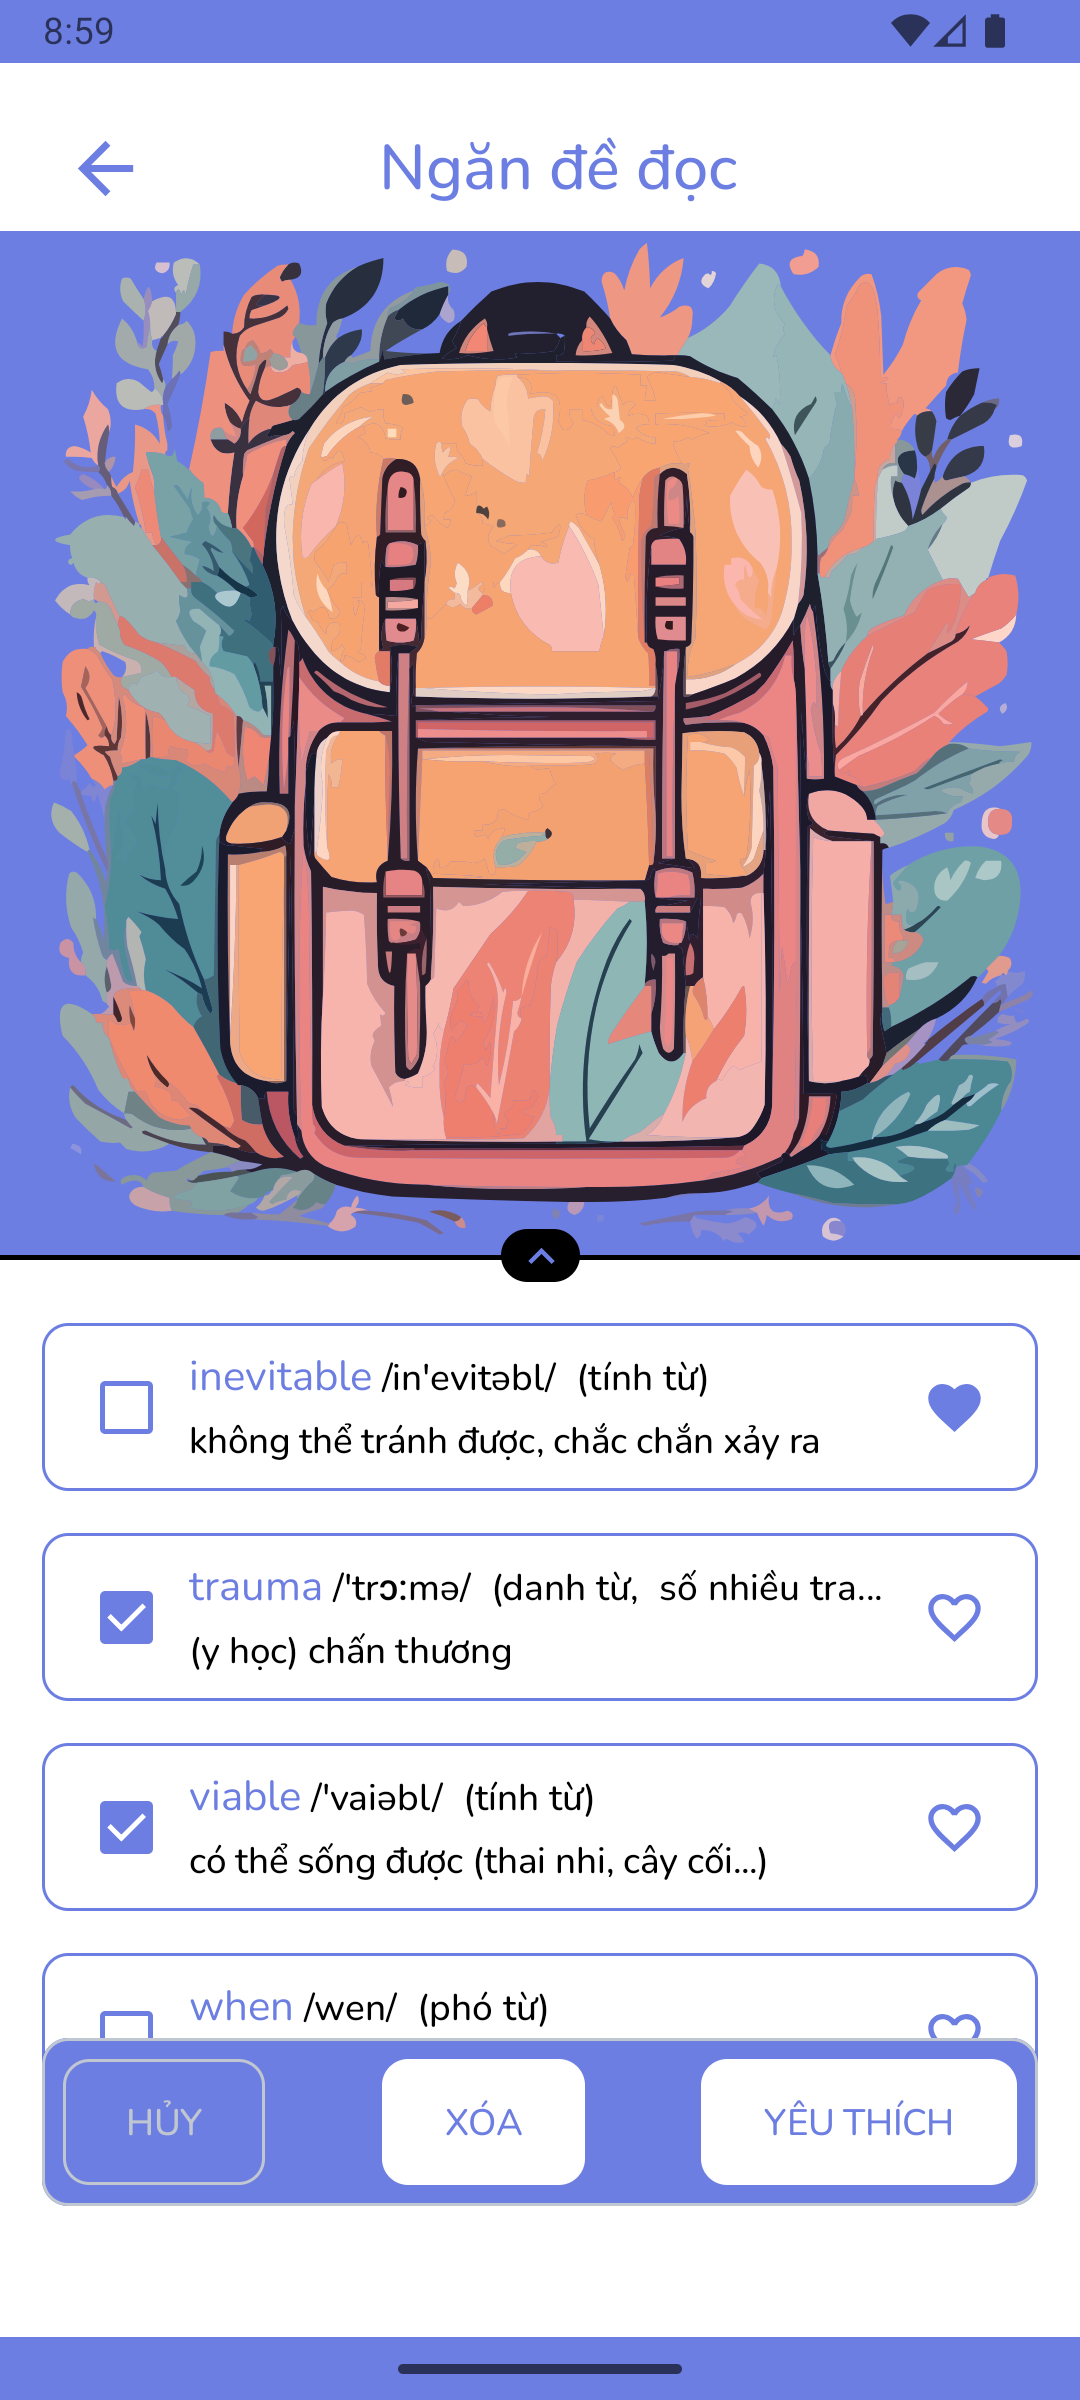 8:59
Ngăn đề đọc
inevitable /in'evitəbl/ (tính từ)
không thể tránh được, chắc chắn xảy ra
trauma /'trɔ:mə/ (danh từ, số nhiều tra...
(y học) chấn thương
viable /'vaiəbl/ (tính từ)
có thể sống được (thai nhi, cây cối...)
when /wen/ (phó từ)
HỦY
XÓA
YÊU THÍCH